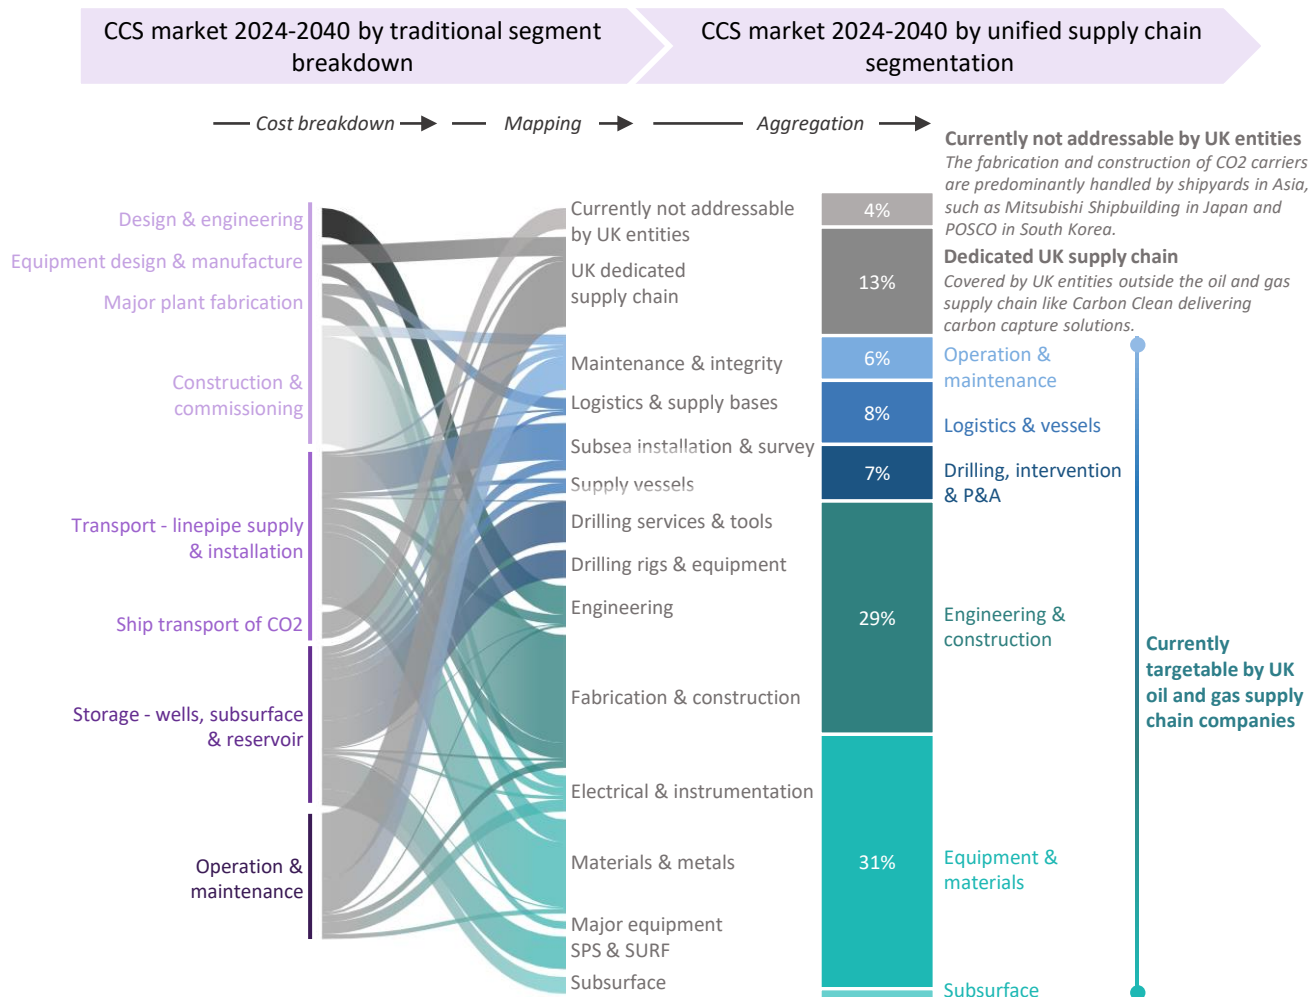 CCS market 2024-2040 by traditional segment
breakdown
CCS market 2024-2040 by unified supply chain
segmentation
Cost breakdown
Mapping
Aggregation
Design & engineering
Equipment design & manufacture
Major plant fabrication
Construction &
commissioning
Transport - linepipe supply
& installation
Ship transport of CO2
Storage - wells, subsurface
& reservoir
Operation &
maintenance
Currently not addressable
by UK entities
UK dedicated
supply chain
Maintenance & integrity
Logistics & supply bases
Subsea installation & survey
Supply vessels
Drilling services & tools
Drilling rigs & equipment
Engineering
Fabrication & construction
Electrical & instrumentation
Materials & metals
Major equipment
SPS & SURF
Subsurface
4%
13%
6%
8%
7%
29%
31%
Currently not addressable by UK entities
The fabrication and construction of CO2 carriers
are predominantly handled by shipyards in Asia,
such as Mitsubishi Shipbuilding in Japan and
POSCO in South Korea.
Dedicated UK supply chain
Covered by UK entities outside the oil and gas
supply chain like Carbon Clean delivering
carbon capture solutions.
Operation &
maintenance
Logistics & vessels
Drilling, intervention
& P&A
Engineering &
construction
Equipment &
materials
Subsurface
Currently
targetable by UK
oil and gas supply
chain companies